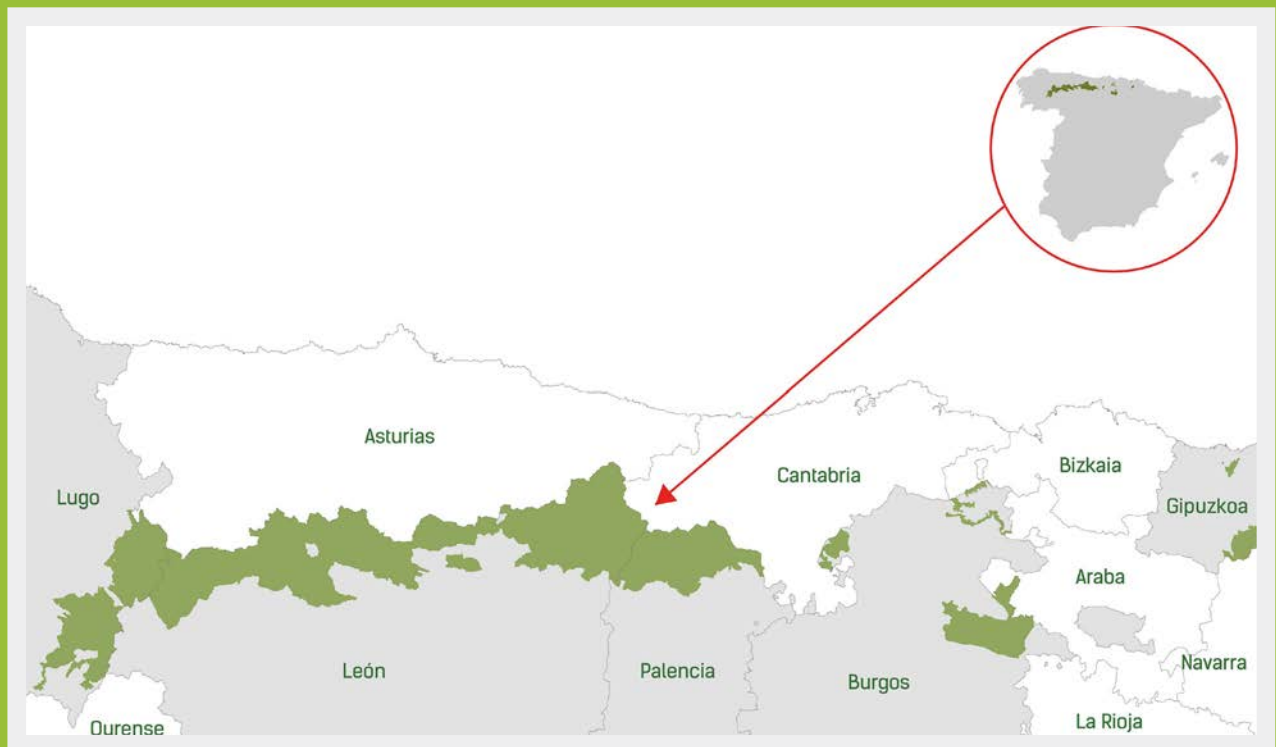 Asturias
Cantabria
Bizkaia
Lugo
Gipuzkoa
Araba
León
Palencia
Burgos
Navarra
Ourense
La Rioja